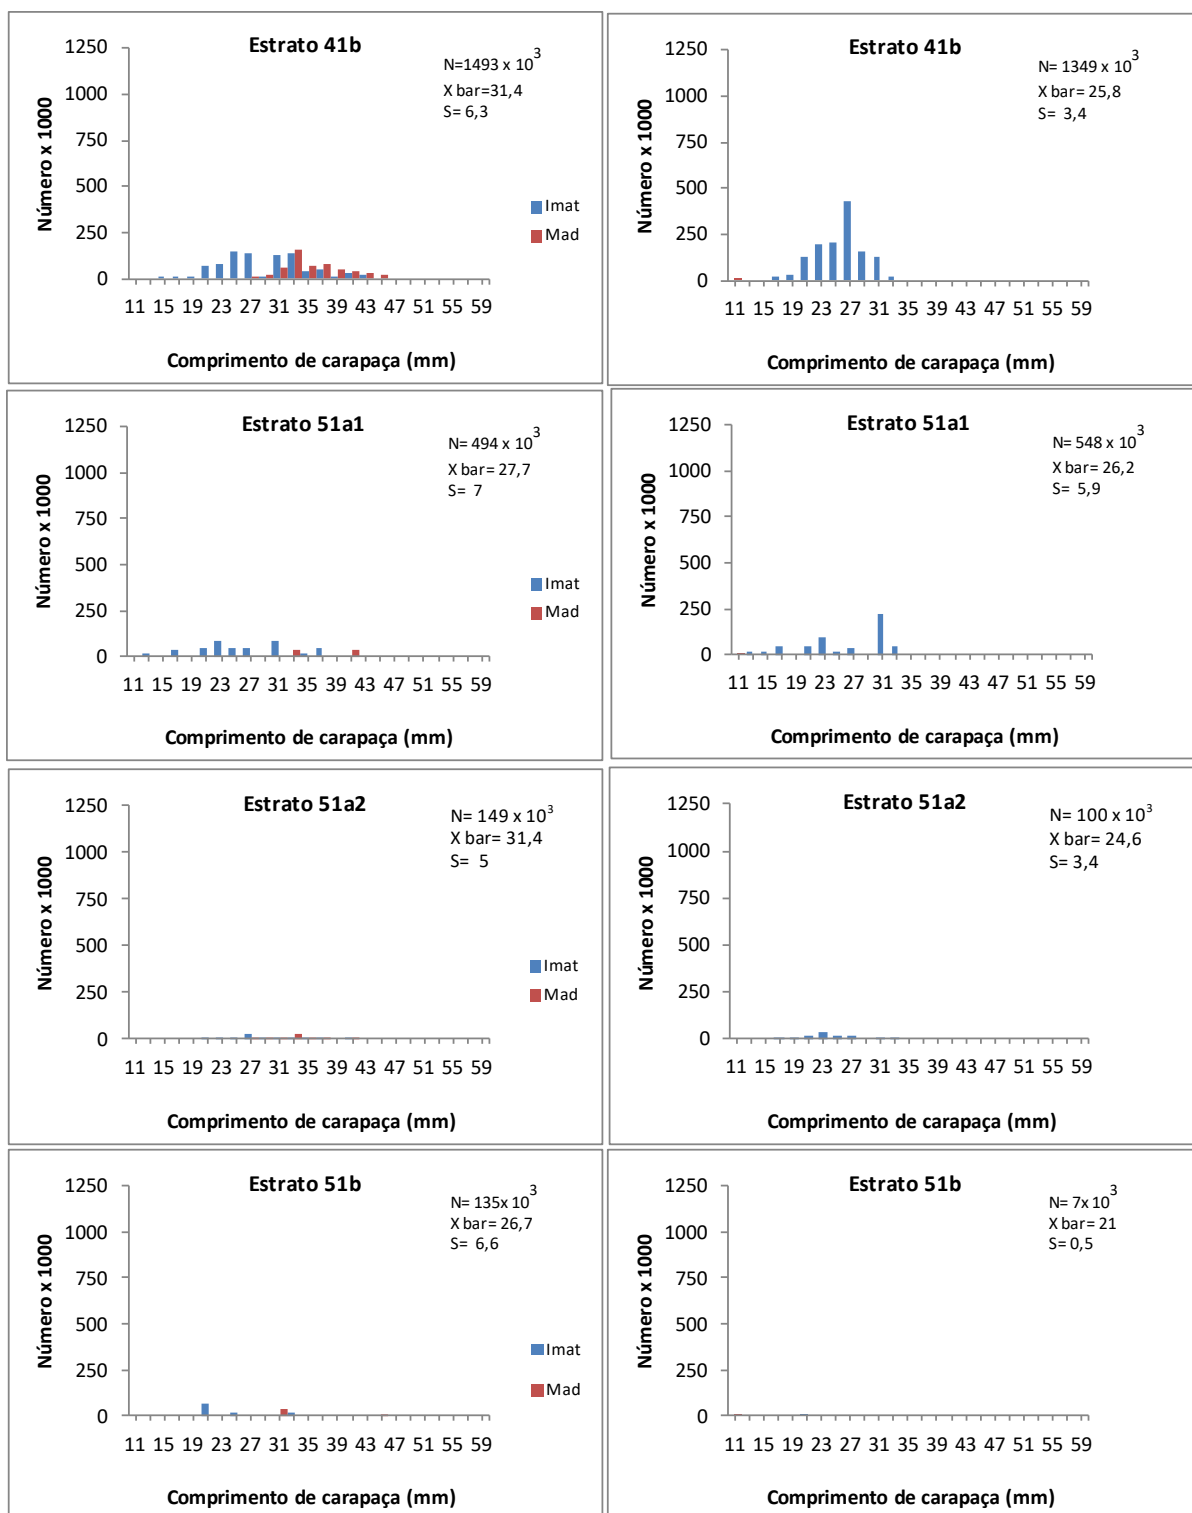 Estrato 41b
N=1493 x 10³
X bar=31,4
S= 6,3
Número x 1000
1250
1000
750
500
250
0
Imat
Mad
11 15 19 23 27 31 35 39 43 47 51 55 59
Comprimento de carapaça (mm)
Estrato 41b
N= 1349 x 10³
X bar= 25,8
S= 3,4
Número x 1000
1250
1000
750
500
250
0
11 15 19 23 27 31 35 39 43 47 51 55 59
Comprimento de carapaça (mm)
Estrato 51a1
N= 494 x 10³
X bar= 27,7
S= 7
Número x 1000
1250
1000
750
500
250
0
Imat
Mad
11 15 19 23 27 31 35 39 43 47 51 55 59
Comprimento de carapaça (mm)
Estrato 51a1
N= 548 x 10³
X bar= 26,2
S= 5,9
Número x 1000
1250
1000
750
500
250
0
11 15 19 23 27 31 35 39 43 47 51 55 59
Comprimento de carapaça (mm)
Estrato 51a2
N= 149 x 10³
X bar= 31,4
S= 5
Número x 1000
1250
1000
750
500
250
0
Imat
Mad
11 15 19 23 27 31 35 39 43 47 51 55 59
Comprimento de carapaça (mm)
Estrato 51a2
N= 100 x 10³
X bar= 24,6
S= 3,4
Número x 1000
1250
1000
750
500
250
0
11 15 19 23 27 31 35 39 43 47 51 55 59
Comprimento de carapaça (mm)
Estrato 51b
N= 135x 10³
X bar= 26,7
S= 6,6
Número x 1000
1250
1000
750
500
250
0
Imat
Mad
11 15 19 23 27 31 35 39 43 47 51 55 59
Comprimento de carapaça (mm)
Estrato 51b
N= 7x 10³
X bar= 21
S= 0,5
Número x 1000
1250
1000
750
500
250
0
11 15 19 23 27 31 35 39 43 47 51 55 59
Comprimento de carapaça (mm)